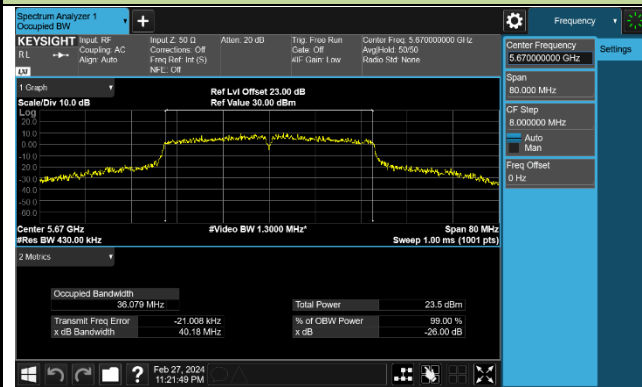 Spectrum Analyzer 1
Occupied BW
Frequency
KEYSIGHT
RL
LXI
Input: RF
Coupling: AC
Align: Auto
Input Z: 50 Ω
Corrections: Off
Freq Ref: Int (S)
NFE: Off
Atten: 20 dB
Trig: Free Run
Gate: Off
#IF Gain: Low
Center Freq: 5.670000000 GHz
Avg|Hold: 50/50
Radio Std: None
Center Frequency
5.670000000 GHz
Settings
Span
80.000 MHz
CF Step
8.000000 MHz
Auto
Man
Freq Offset
0 Hz
1 Graph
Scale/Div 10.0 dB
Ref Lvl Offset 23.00 dB
Ref Value 30.00 dBm
Log
20.0
10.0
0.00
-10.0
-20.0
-30.0
-40.0
-50.0
-60.0
Center 5.67 GHz
#Res BW 430.00 kHz
#Video BW 1.3000 MHz*
Span 80 MHz
Sweep 1.00 ms (1001 pts)
2 Metrics
Occupied Bandwidth
36.079 MHz
Total Power 23.5 dBm
Transmit Freq Error -21.008 kHz
% of OBW Power 99.00 %
x dB Bandwidth 40.18 MHz
x dB -26.00 dB
Feb 27, 2024
11:21:49 PM